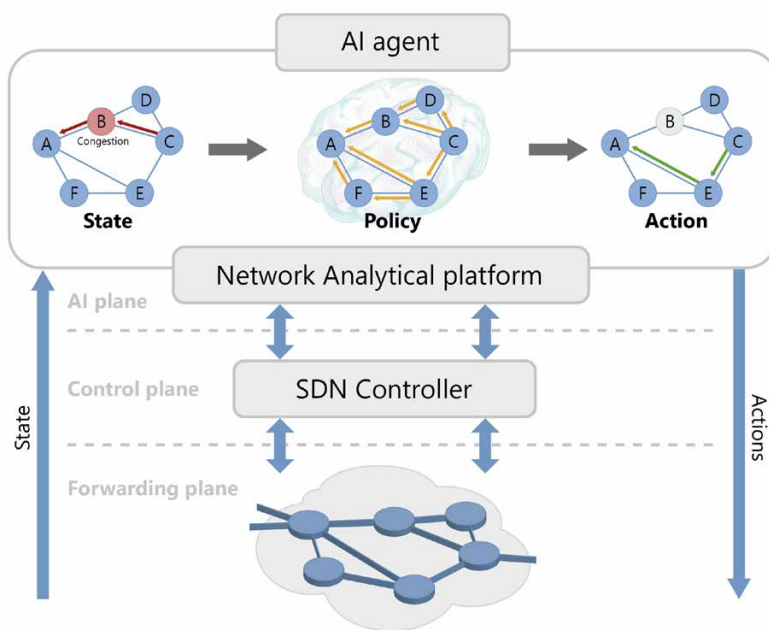 AI agent
D
B
A
C
Congestion
F
E
State
D
B
A
C
F
E
Policy
D
B
A
C
F
E
Action
Network Analytical platform
AI plane
Control plane
SDN Controller
State
Actions
Forwarding plane